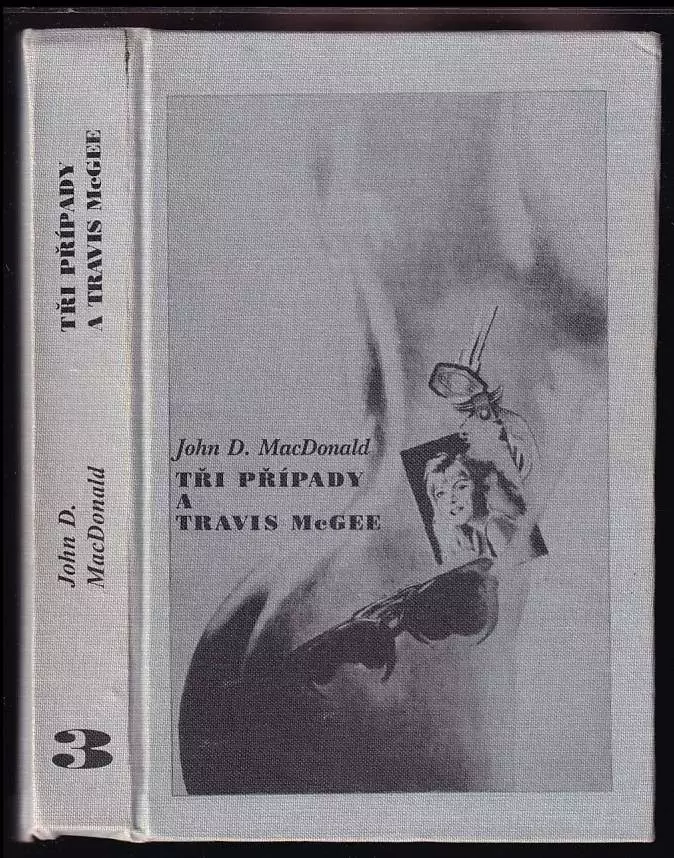 TŘI PŘÍPADY
A TRAVIS McGEE
John D.
MacDonald
3
John D. MacDonald
TŘI PŘÍPADY
A
TRAVIS McGEE